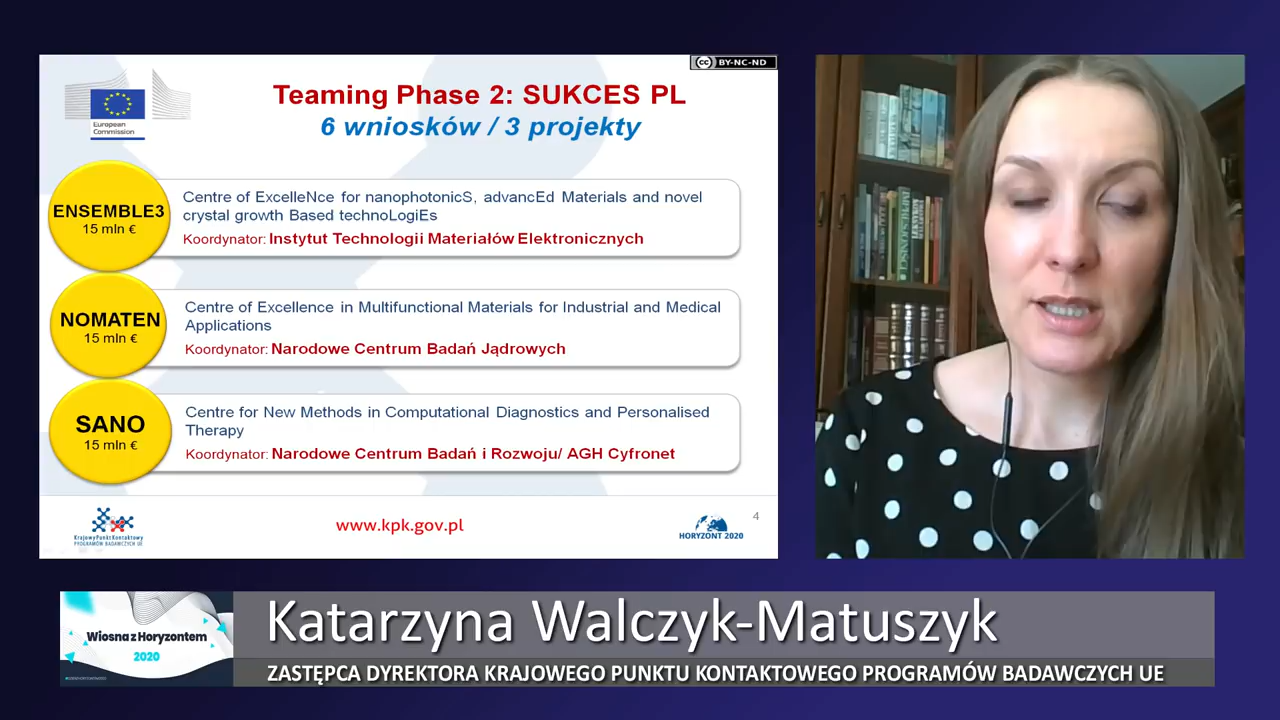 BY-NC-ND
European
Commission
Teaming Phase 2: SUKCES PL
6 wniosków / 3 projekty
ENSEMBLE3
15 mln €
Centre of ExcelleNce for nanophotonicS, advancEd Materials and novel
crystal growth Based technoLogiEs
Koordynator: Instytut Technologii Materiałów Elektronicznych
NOMATEN
15 mln €
Centre of Excellence in Multifunctional Materials for Industrial and Medical
Applications
Koordynator: Narodowe Centrum Badań Jądrowych
SANO
15 mln €
Centre for New Methods in Computational Diagnostics and Personalised
Therapy
Koordynator: Narodowe Centrum Badań i Rozwoju/ AGH Cyfronet
Krajowy Punkt Kontaktowy
PROGRAMÓW BADAWCZYCH UE
www.kpk.gov.pl
HORYZONT 2020
4
Wiosna z Horyzontem
2020
Katarzyna Walczyk-Matuszyk
ZASTĘPCA DYREKTORA KRAJOWEGO PUNKTU KONTAKTOWEGO PROGRAMÓW BADAWCZYCH UE